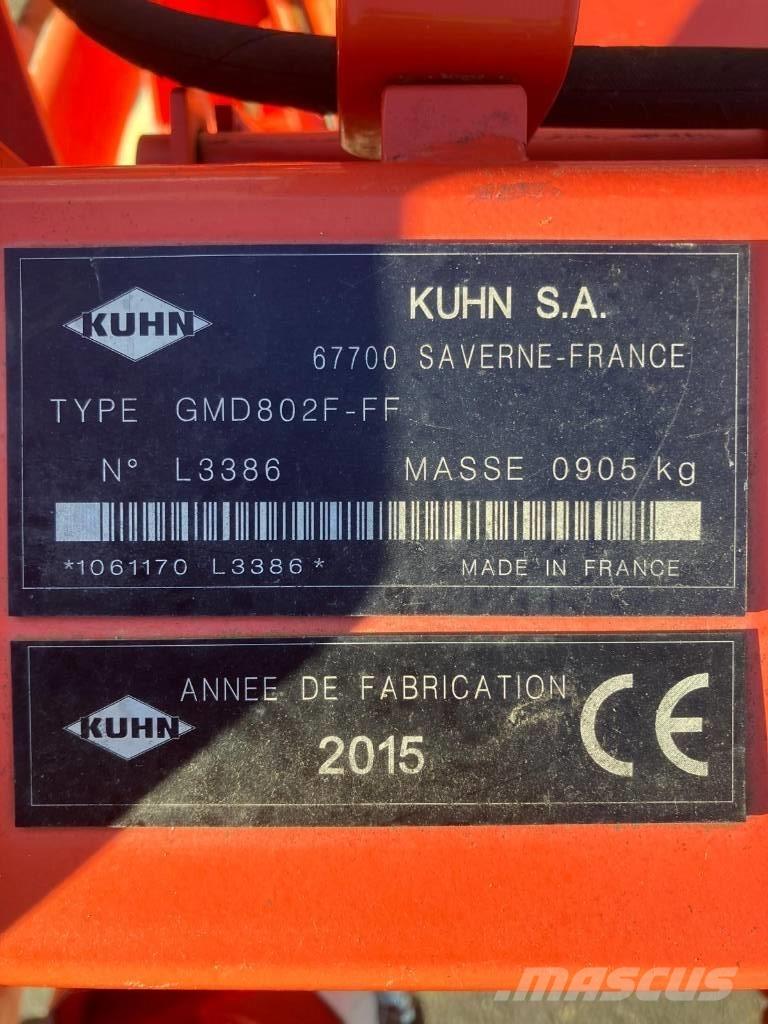 KUHN
KUHN S.A.
67700 SAVERNE-FRANCE
TYPE GMD802F-FF
N° L3386 MASSE 0905 kg
*1061170 L3386* MADE IN FRANCE
KUHN
ANNEE DE FABRICATION
2015
CE
mascus